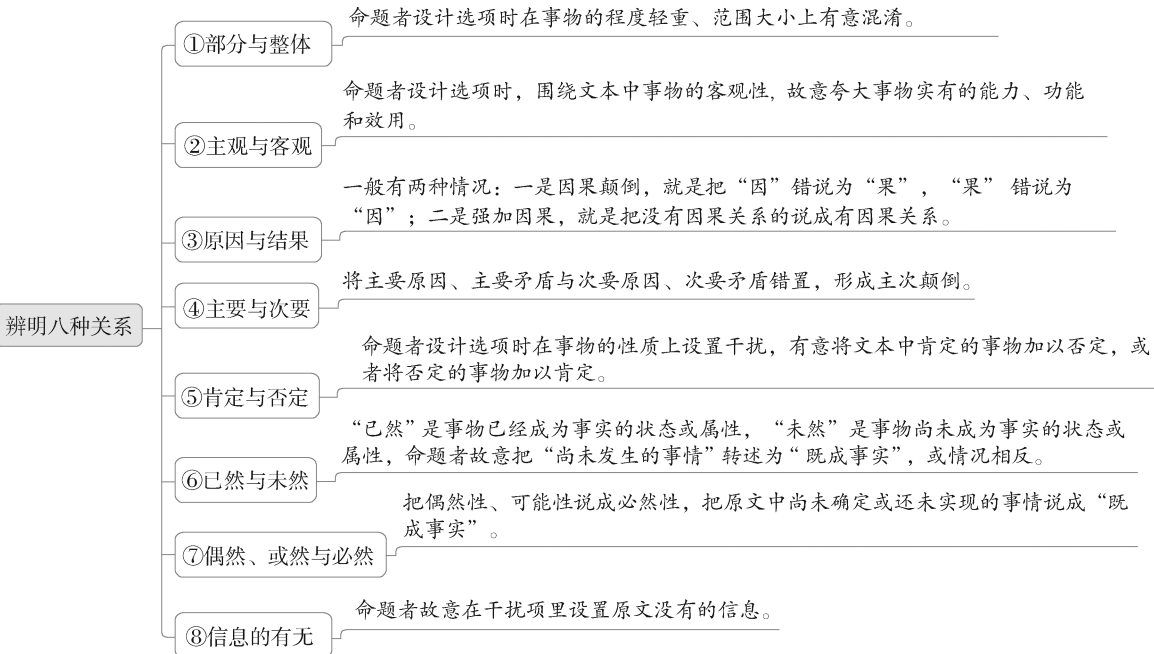 辨明八种关系
①部分与整体
命题者设计选项时在事物的程度轻重、范围大小上有意混淆。
②主观与客观
命题者设计选项时，围绕文本中事物的客观性, 故意夸大事物实有的能力、功能
和效用。
③原因与结果
一般有两种情况：一是因果颠倒，就是把“因”错说为“果”，“果” 错说为
“因”；二是强加因果，就是把没有因果关系的说成有因果关系。
④主要与次要
将主要原因、主要矛盾与次要原因、次要矛盾错置，形成主次颠倒。
⑤肯定与否定
命题者设计选项时在事物的性质上设置干扰，有意将文本中肯定的事物加以否定，或
者将否定的事物加以肯定。
⑥已然与未然
“已然”是事物已经成为事实的状态或属性，“未然”是事物尚未成为事实的状态或
属性，命题者故意把“尚未发生的事情”转述为“既成事实”，或情况相反。
⑦偶然、或然与必然
把偶然性、可能性说成必然性，把原文中尚未确定或还未实现的事情说成“既
成事实”。
⑧信息的有无
命题者故意在干扰项里设置原文没有的信息。